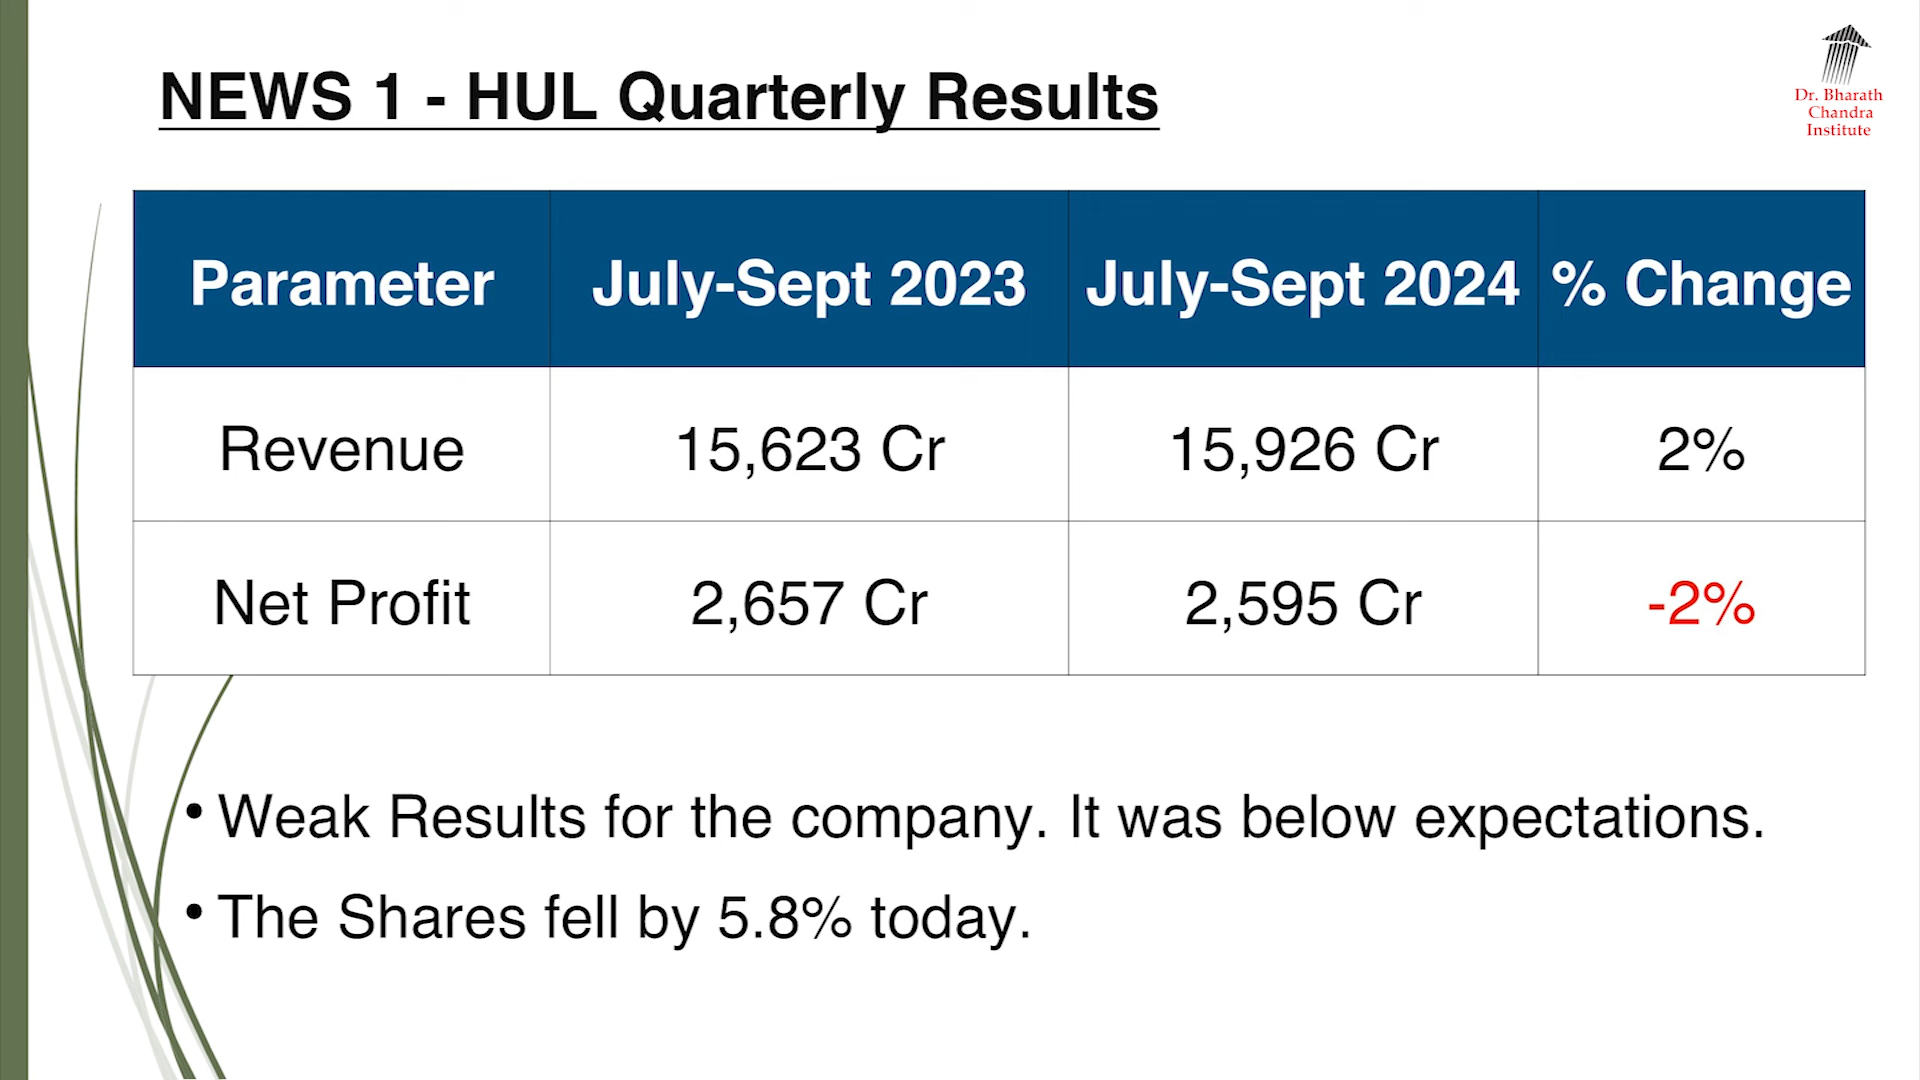 NEWS 1 - HUL Quarterly Results
Dr. Bharath
Chandra
Institute
Parameter July-Sept 2023 July-Sept 2024 % Change
Revenue 15,623 Cr 15,926 Cr 2%
Net Profit 2,657 Cr 2,595 Cr -2%
• Weak Results for the company. It was below expectations.
• The Shares fell by 5.8% today.